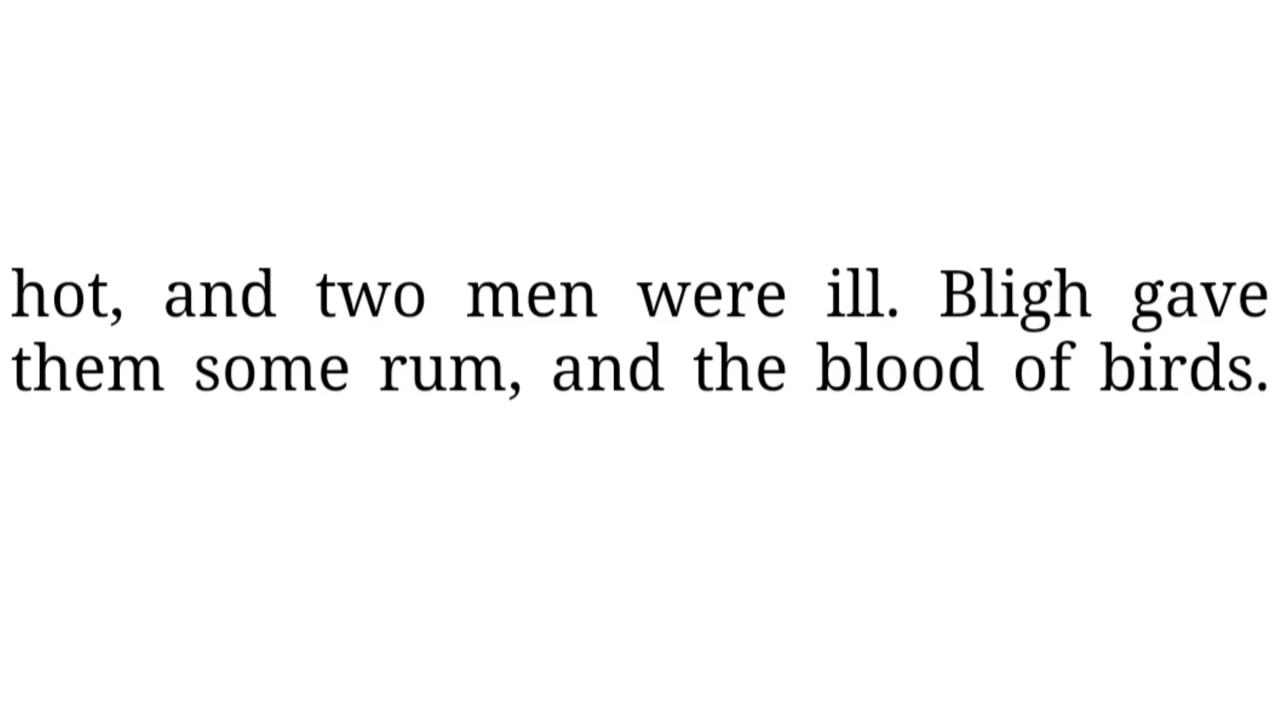 hot, and two men were ill. Bligh gave
them some rum, and the blood of birds.